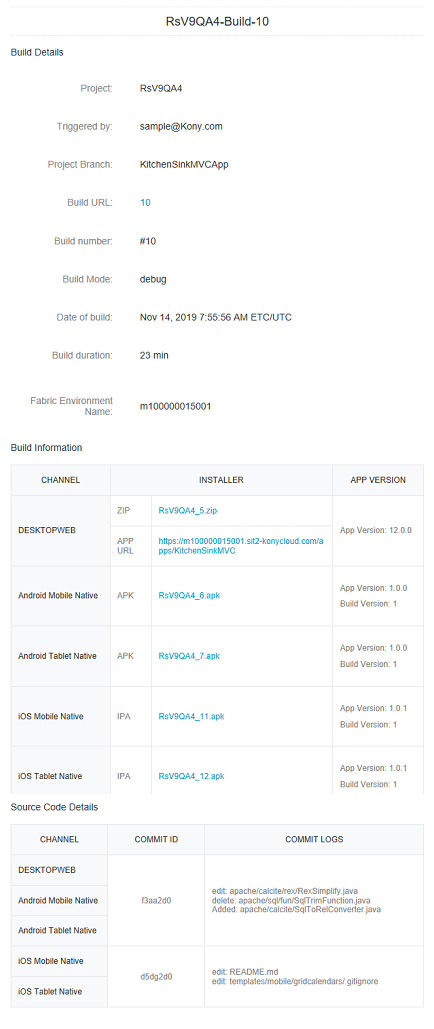 RsV9QA4-Build-10
Build Details
Project: RsV9QA4
Triggered by: sample@Kony.com
Project Branch: KitchenSinkMVCApp
Build URL: 10
Build number: #10
Build Mode: debug
Date of build: Nov 14, 2019 7:55:56 AM ETC/UTC
Build duration: 23 min
Fabric Environment
Name: m100000015001
Build Information
CHANNEL INSTALLER APP VERSION
DESKTOPWEB
ZIP RsV9QA4_5.zip
APP
URL
https://m100000015001.sit2-konycloud.com/a
pps/KitchenSinkMVC
App Version: 12.0.0
Android Mobile Native APK RsV9QA4_6.apk
App Version: 1.0.0
Build Version: 1
Android Tablet Native APK RsV9QA4_7.apk
App Version: 1.0.0
Build Version: 1
iOS Mobile Native IPA RsV9QA4_11.apk
App Version: 1.0.1
Build Version: 1
iOS Tablet Native IPA RsV9QA4_12.apk
App Version: 1.0.1
Build Version: 1
Source Code Details
CHANNEL COMMIT ID COMMIT LOGS
DESKTOPWEB
Android Mobile Native
Android Tablet Native
f3aa2d0
edit: apache/calcite/rex/RexSimplify.java
delete: apache/sql/fun/SqlTrimFunction.java
Added: apache/calcite/SqlToRelConverter.java
iOS Mobile Native
iOS Tablet Native
d5dg2d0
edit: README.md
edit: templates/mobile/gridcalendars/.gitignore